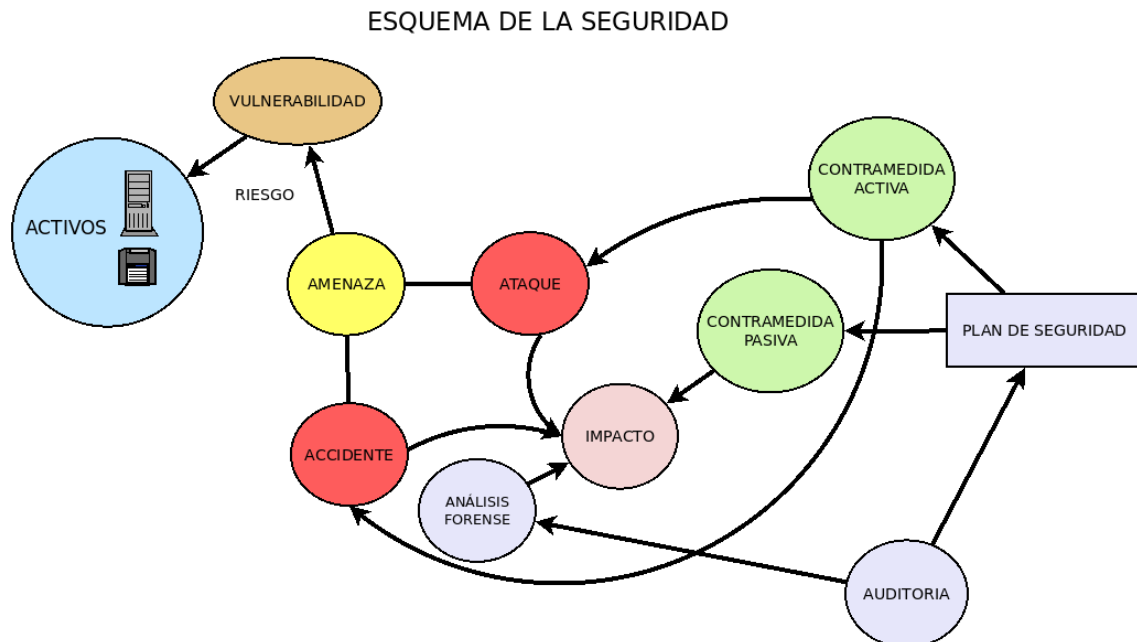 ESQUEMA DE LA SEGURIDAD
VULNERABILIDAD
CONTRAMEDIDA
ACTIVA
RIESGO
ACTIVOS
AMENAZA
ATAQUE
CONTRAMEDIDA
PASIVA
PLAN DE SEGURIDAD
IMPACTO
ACCIDENTE
ANÁLISIS
FORENSE
AUDITORIA